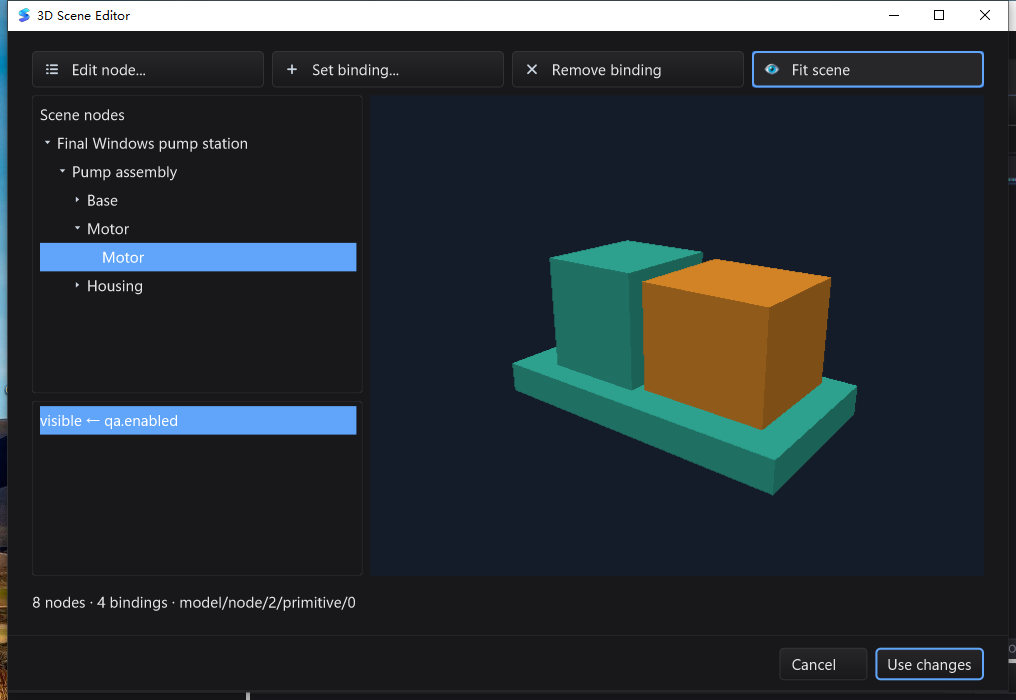 3D Scene Editor
Edit node...
Set binding...
Remove binding
Fit scene
Scene nodes
Final Windows pump station
Pump assembly
Base
Motor
Motor
Housing
visible ← qa.enabled
8 nodes · 4 bindings · model/node/2/primitive/0
Cancel
Use changes